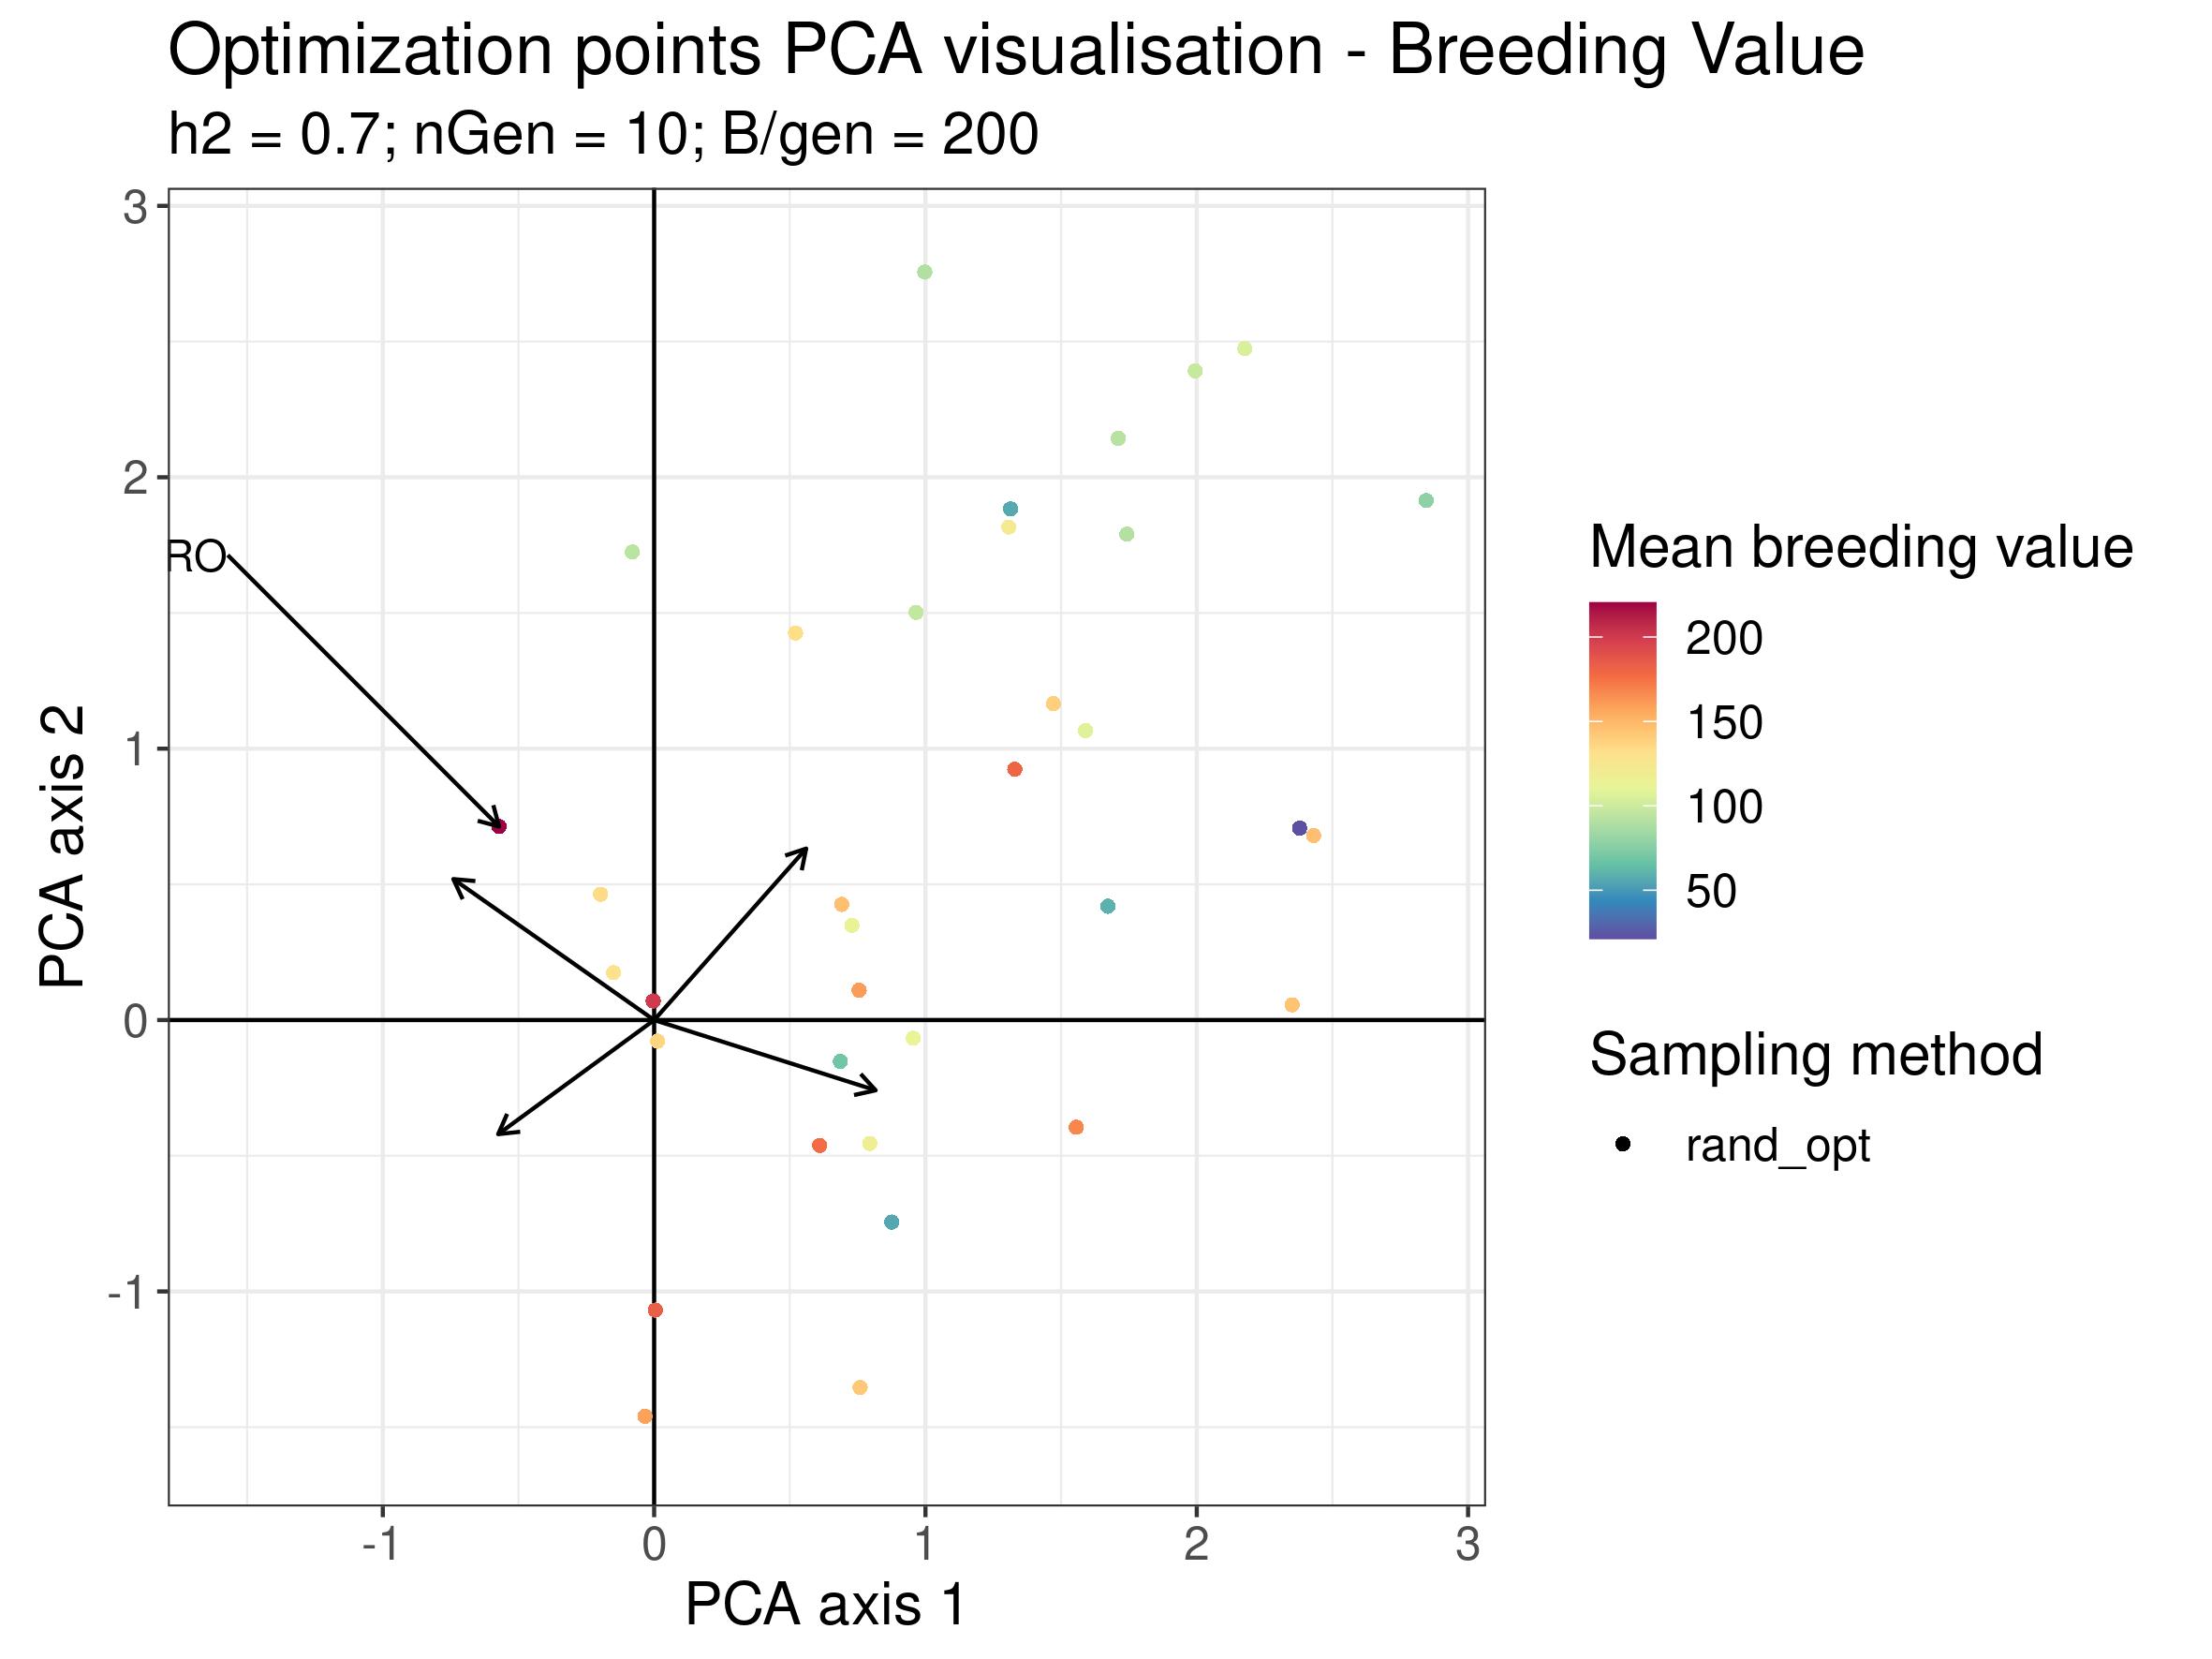 Optimization points PCA visualisation - Breeding Value
h2 = 0.7; nGen = 10; B/gen = 200
3
2
1
0
-1
PCA axis 2
RO
-1
0
1
2
3
PCA axis 1
Mean breeding value
200
150
100
50
Sampling method
rand_opt